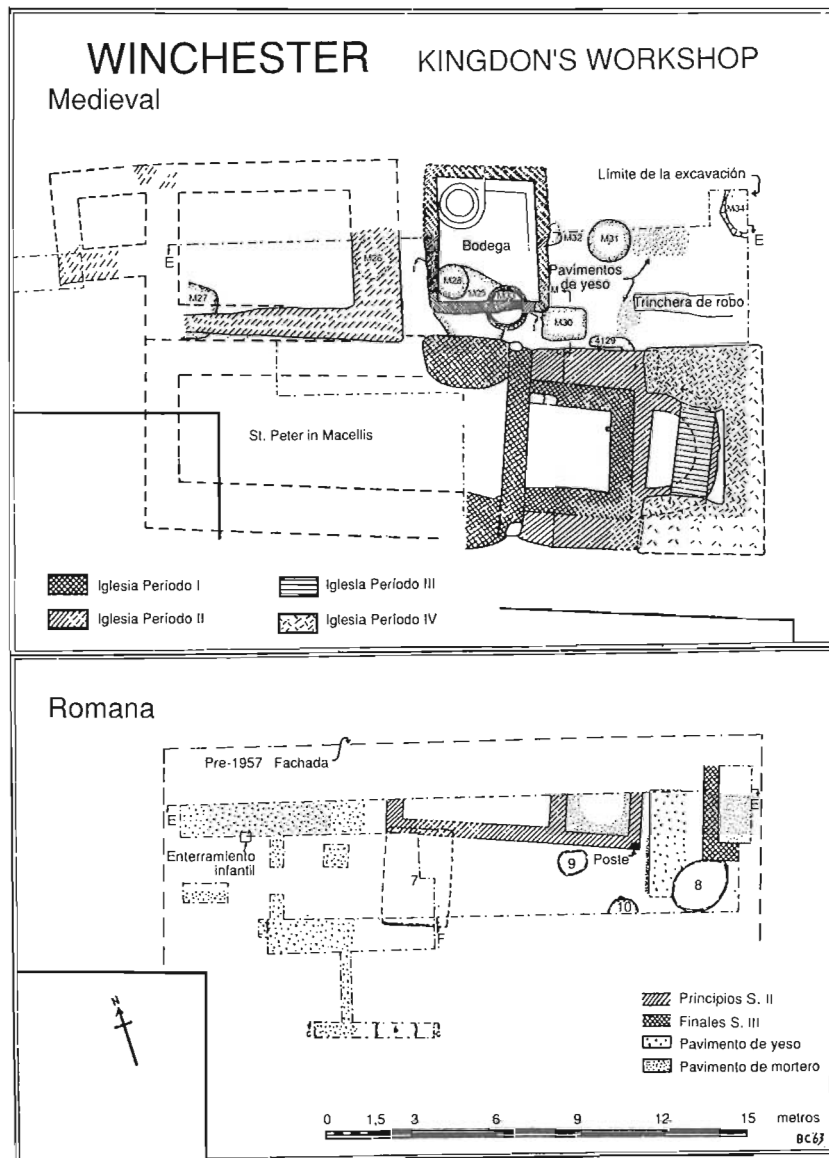 WINCHESTER KINGDON'S WORKSHOP
Medieval
Límite de la excavación
M34
E
E
M26
Bodega
M32
M31
M27
M28
M29
Pavimentos
de yeso
M
Trinchera de robo
M30
4129
St. Peter in Macellis
Iglesia Período I
Iglesia Período III
Iglesia Período II
Iglesia Período IV
Romana
Pre-1957 Fachada
E
E
Enterramiento
infantil
7
9
Poste
8
10
F
N
Principios S. II
Finales S. III
Pavimento de yeso
Pavimento de mortero
0 1,5 3 6 9 12 15 metros
BC63